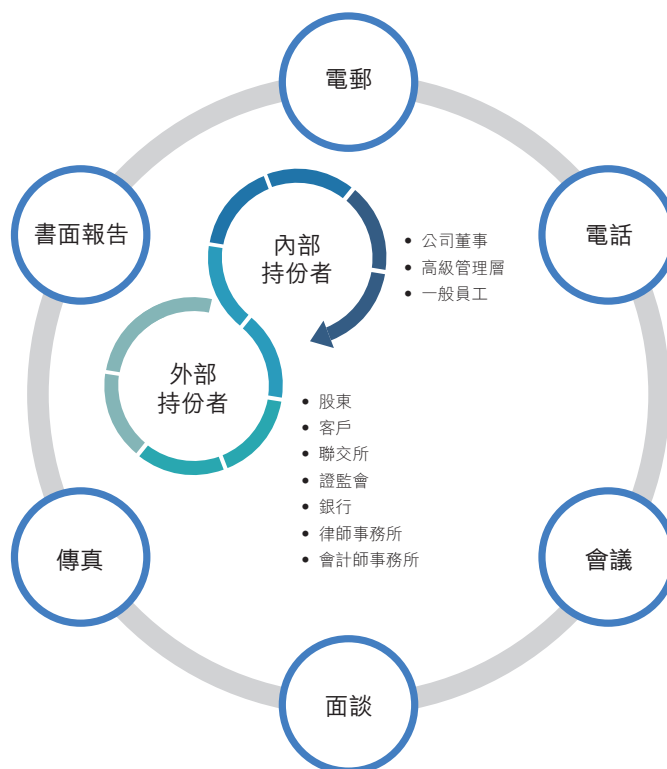 電郵
書面報告
電話
內部
持份者
• 公司董事
• 高級管理層
• 一般員工
外部
持份者
• 股東
• 客戶
• 聯交所
• 證監會
• 銀行
• 律師事務所
• 會計師事務所
傳真
會議
面談